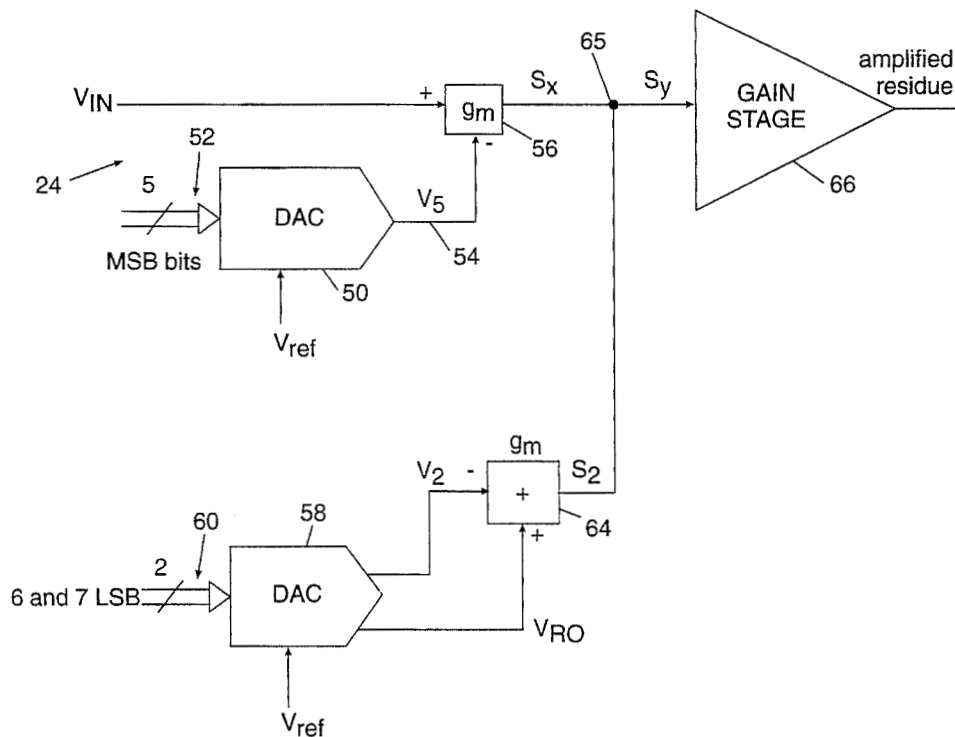 65
amplified
residue
V_IN
+
g_m
S_x
S_y
GAIN
STAGE
-
56
52
24
5
V_5
66
DAC
54
MSB bits
50
V_ref
g_m
V_2
-
S_2
+
58
64
60
+
2
6 and 7 LSB
DAC
V_RO
V_ref